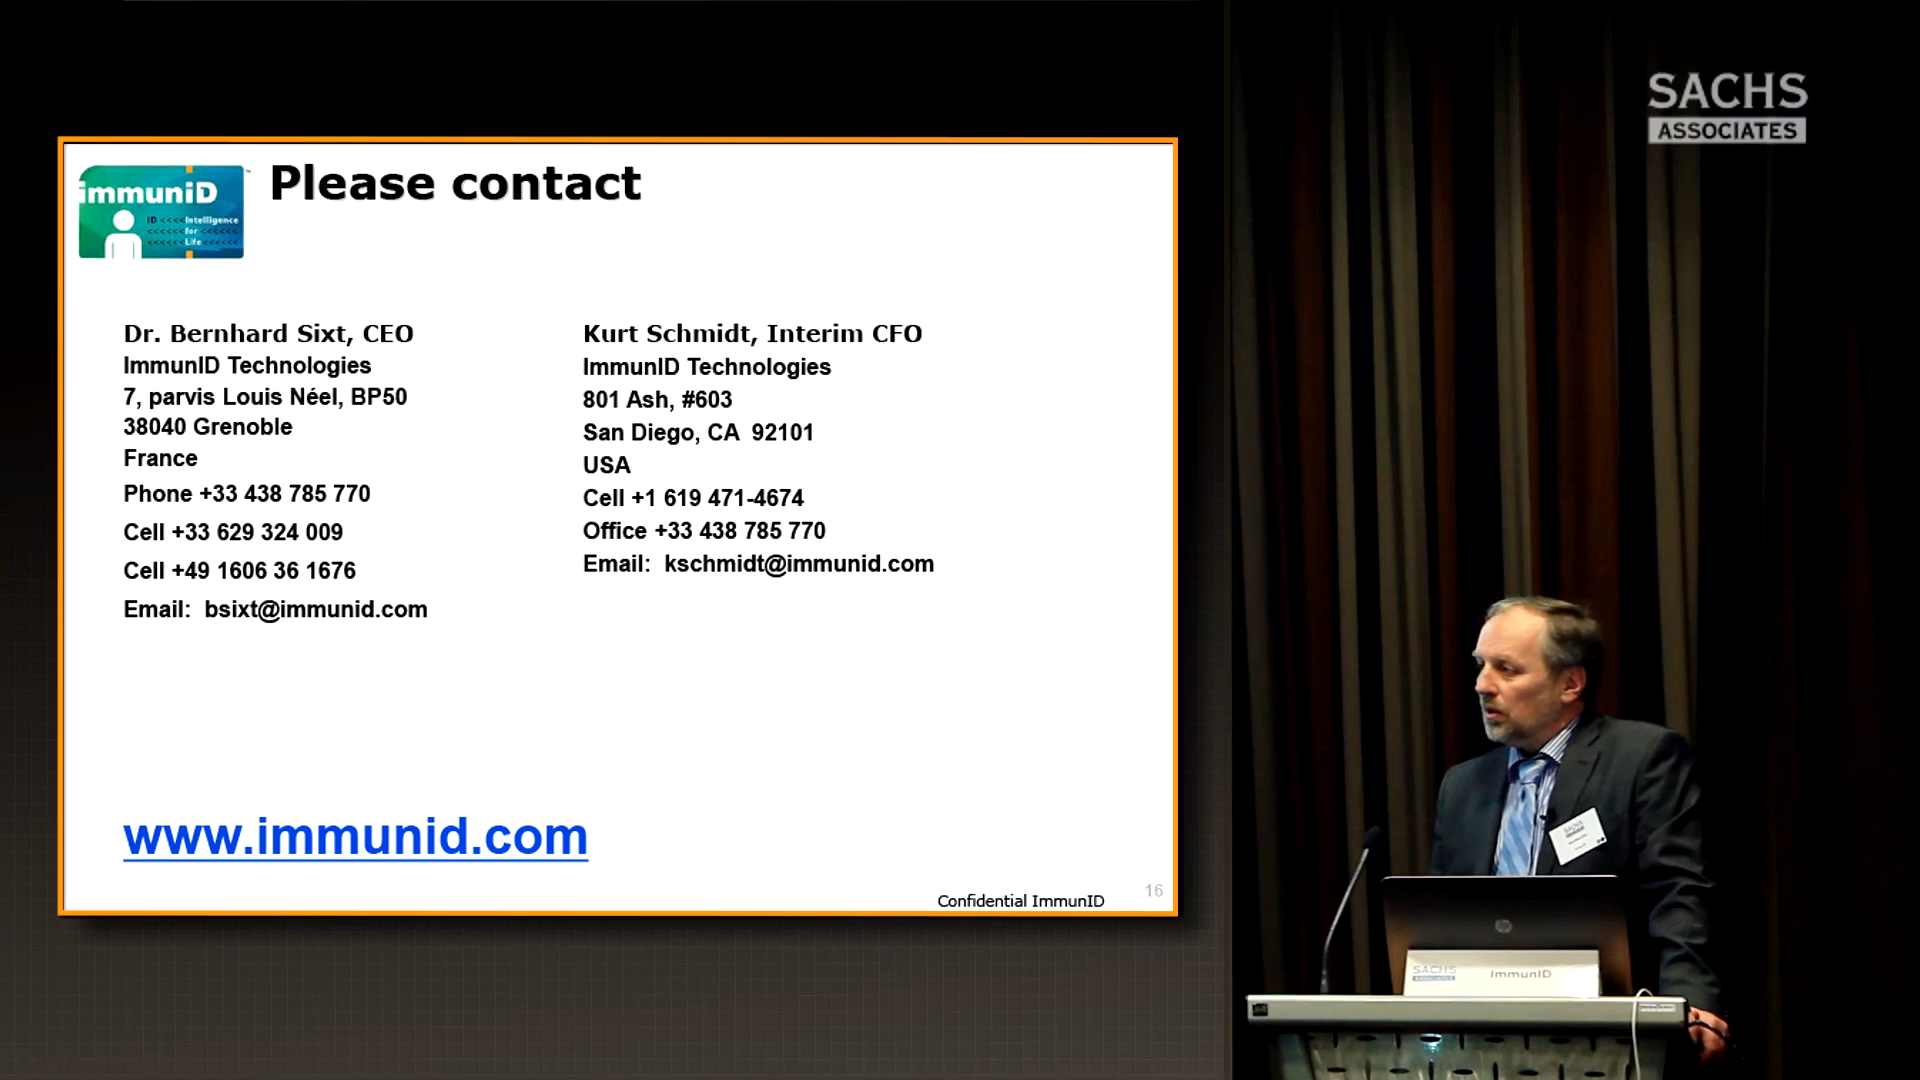 SACHS
ASSOCIATES
immuniD
ID <<<<Intelligence
<<<<<< for <<<<<<
<<<<<< Life <<<<<<
Please contact
Dr. Bernhard Sixt, CEO
ImmunID Technologies
7, parvis Louis Néel, BP50
38040 Grenoble
France
Phone +33 438 785 770
Cell +33 629 324 009
Cell +49 1606 36 1676
Email: bsixt@immunid.com
Kurt Schmidt, Interim CFO
ImmunID Technologies
801 Ash, #603
San Diego, CA 92101
USA
Cell +1 619 471-4674
Office +33 438 785 770
Email: kschmidt@immunid.com
www.immunid.com
Confidential ImmunID
16
SACHS
SACHS
ASSOCIATES
ImmunID
hp